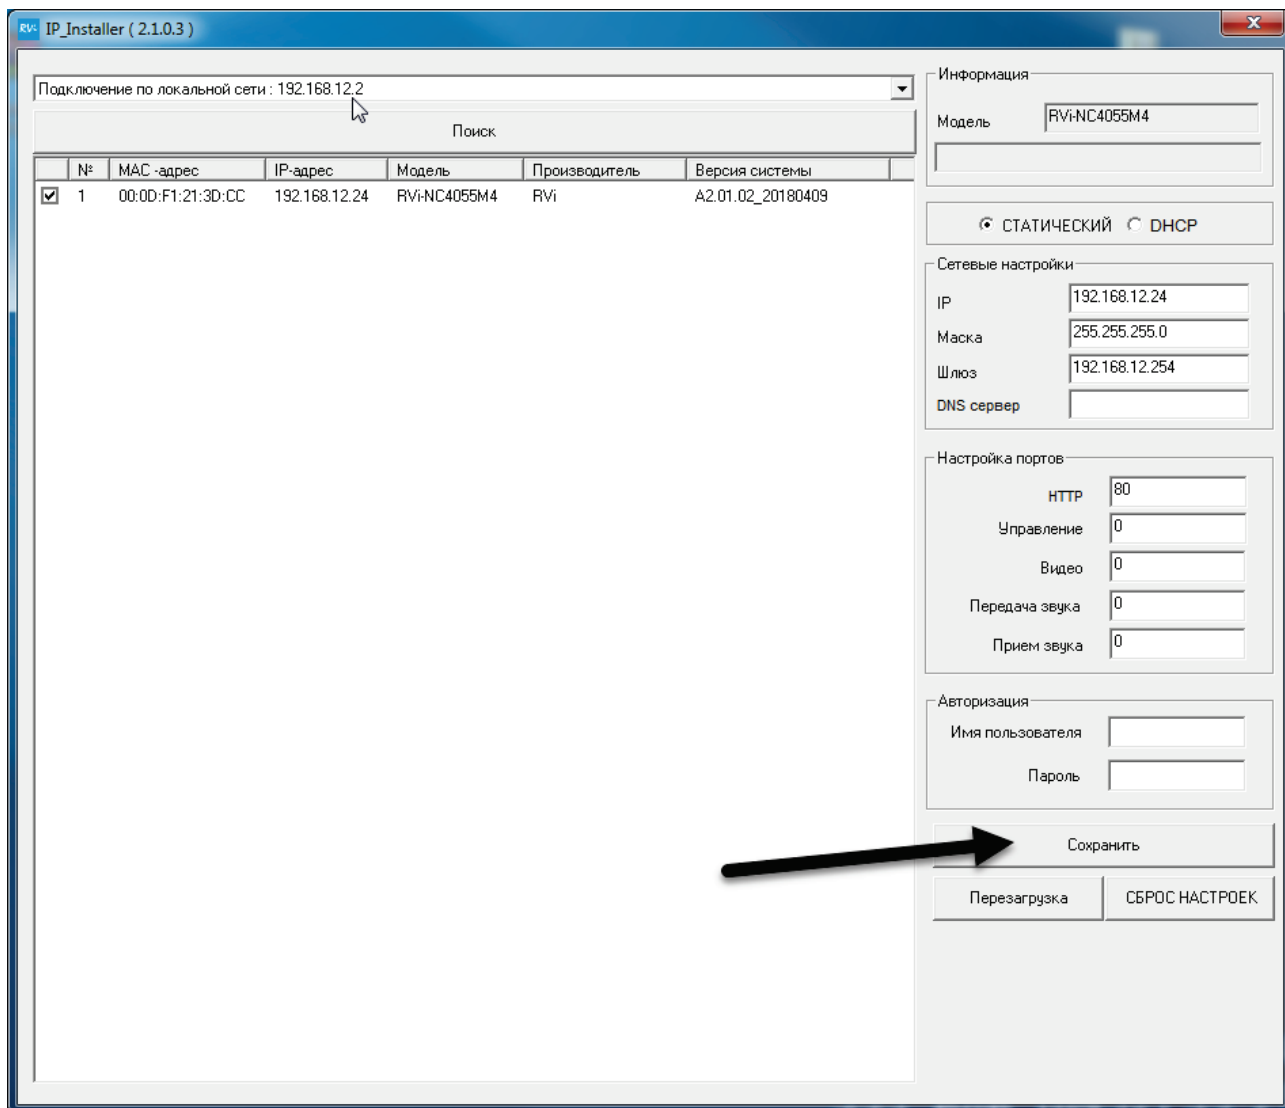 RVi IP_Installer ( 2.1.0.3 )
Подключение по локальной сети : 192.168.12.2
Поиск
№ MAC -адрес IP-адрес Модель Производитель Версия системы
1 00:0D:F1:21:3D:CC 192.168.12.24 RVi-NC4055M4 RVi A2.01.02_20180409
Информация
Модель RVi-NC4055M4
СТАТИЧЕСКИЙ DHCP
Сетевые настройки
IP 192.168.12.24
Маска 255.255.255.0
Шлюз 192.168.12.254
DNS сервер
Настройка портов
HTTP 80
Управление 0
Видео 0
Передача звука 0
Прием звука 0
Авторизация
Имя пользователя
Пароль
Сохранить
Перезагрузка СБРОС НАСТРОЕК